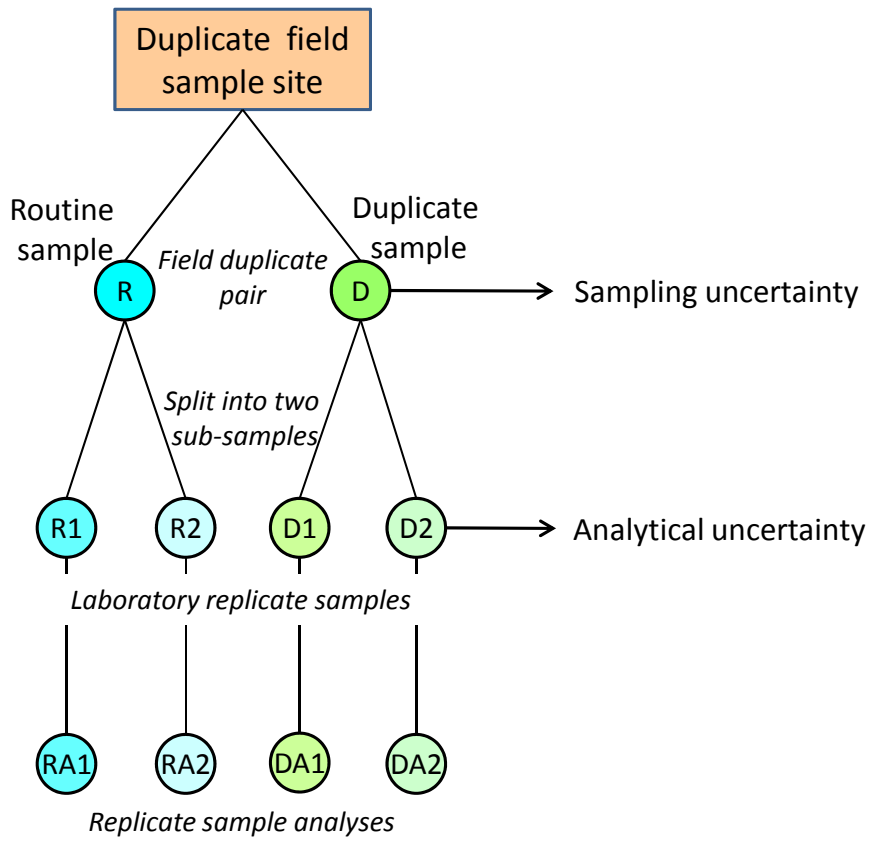 Duplicate field
sample site
Routine
sample
Duplicate
sample
Field duplicate
pair
R
D
Sampling uncertainty
Split into two
sub-samples
R1
R2
D1
D2
Analytical uncertainty
Laboratory replicate samples
RA1
RA2
DA1
DA2
Replicate sample analyses